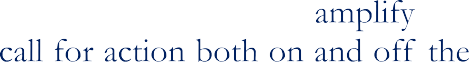 amplify
call for action both on and off the